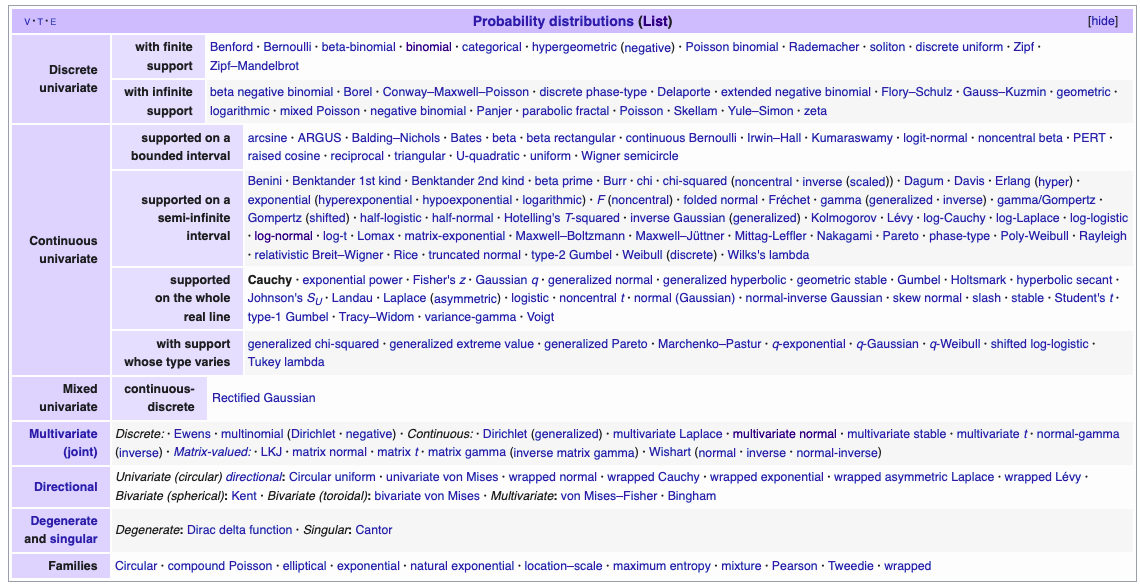 V · T · E Probability distributions (List) [hide]
Discrete univariate
with finite support
Benford · Bernoulli · beta-binomial · binomial · categorical · hypergeometric (negative) · Poisson binomial · Rademacher · soliton · discrete uniform · Zipf ·
Zipf–Mandelbrot
with infinite support
beta negative binomial · Borel · Conway–Maxwell–Poisson · discrete phase-type · Delaporte · extended negative binomial · Flory–Schulz · Gauss–Kuzmin · geometric ·
logarithmic · mixed Poisson · negative binomial · Panjer · parabolic fractal · Poisson · Skellam · Yule–Simon · zeta
Continuous univariate
supported on a bounded interval
arcsine · ARGUS · Balding–Nichols · Bates · beta · beta rectangular · continuous Bernoulli · Irwin–Hall · Kumaraswamy · logit-normal · noncentral beta · PERT ·
raised cosine · reciprocal · triangular · U-quadratic · uniform · Wigner semicircle
supported on a semi-infinite interval
Benini · Benktander 1st kind · Benktander 2nd kind · beta prime · Burr · chi · chi-squared (noncentral · inverse (scaled)) · Dagum · Davis · Erlang (hyper) ·
exponential (hyperexponential · hypoexponential · logarithmic) · F (noncentral) · folded normal · Fréchet · gamma (generalized · inverse) · gamma/Gompertz ·
Gompertz (shifted) · half-logistic · half-normal · Hotelling's T-squared · inverse Gaussian (generalized) · Kolmogorov · Lévy · log-Cauchy · log-Laplace · log-logistic
· log-normal · log-t · Lomax · matrix-exponential · Maxwell–Boltzmann · Maxwell–Jüttner · Mittag-Leffler · Nakagami · Pareto · phase-type · Poly-Weibull · Rayleigh
· relativistic Breit–Wigner · Rice · truncated normal · type-2 Gumbel · Weibull (discrete) · Wilks's lambda
supported on the whole real line
Cauchy · exponential power · Fisher's z · Gaussian q · generalized normal · generalized hyperbolic · geometric stable · Gumbel · Holtsmark · hyperbolic secant ·
Johnson's SU · Landau · Laplace (asymmetric) · logistic · noncentral t · normal (Gaussian) · normal-inverse Gaussian · skew normal · slash · stable · Student's t ·
type-1 Gumbel · Tracy–Widom · variance-gamma · Voigt
with support whose type varies
generalized chi-squared · generalized extreme value · generalized Pareto · Marchenko–Pastur · q-exponential · q-Gaussian · q-Weibull · shifted log-logistic ·
Tukey lambda
Mixed univariate
continuous-discrete
Rectified Gaussian
Multivariate (joint)
Discrete: · Ewens · multinomial (Dirichlet · negative) · Continuous: · Dirichlet (generalized) · multivariate Laplace · multivariate normal · multivariate stable · multivariate t · normal-gamma
(inverse) · Matrix-valued: · LKJ · matrix normal · matrix t · matrix gamma (inverse matrix gamma) · Wishart (normal · inverse · normal-inverse)
Directional
Univariate (circular) directional: Circular uniform · univariate von Mises · wrapped normal · wrapped Cauchy · wrapped exponential · wrapped asymmetric Laplace · wrapped Lévy ·
Bivariate (spherical): Kent · Bivariate (toroidal): bivariate von Mises · Multivariate: von Mises–Fisher · Bingham
Degenerate and singular
Degenerate: Dirac delta function · Singular: Cantor
Families
Circular · compound Poisson · elliptical · exponential · natural exponential · location–scale · maximum entropy · mixture · Pearson · Tweedie · wrapped